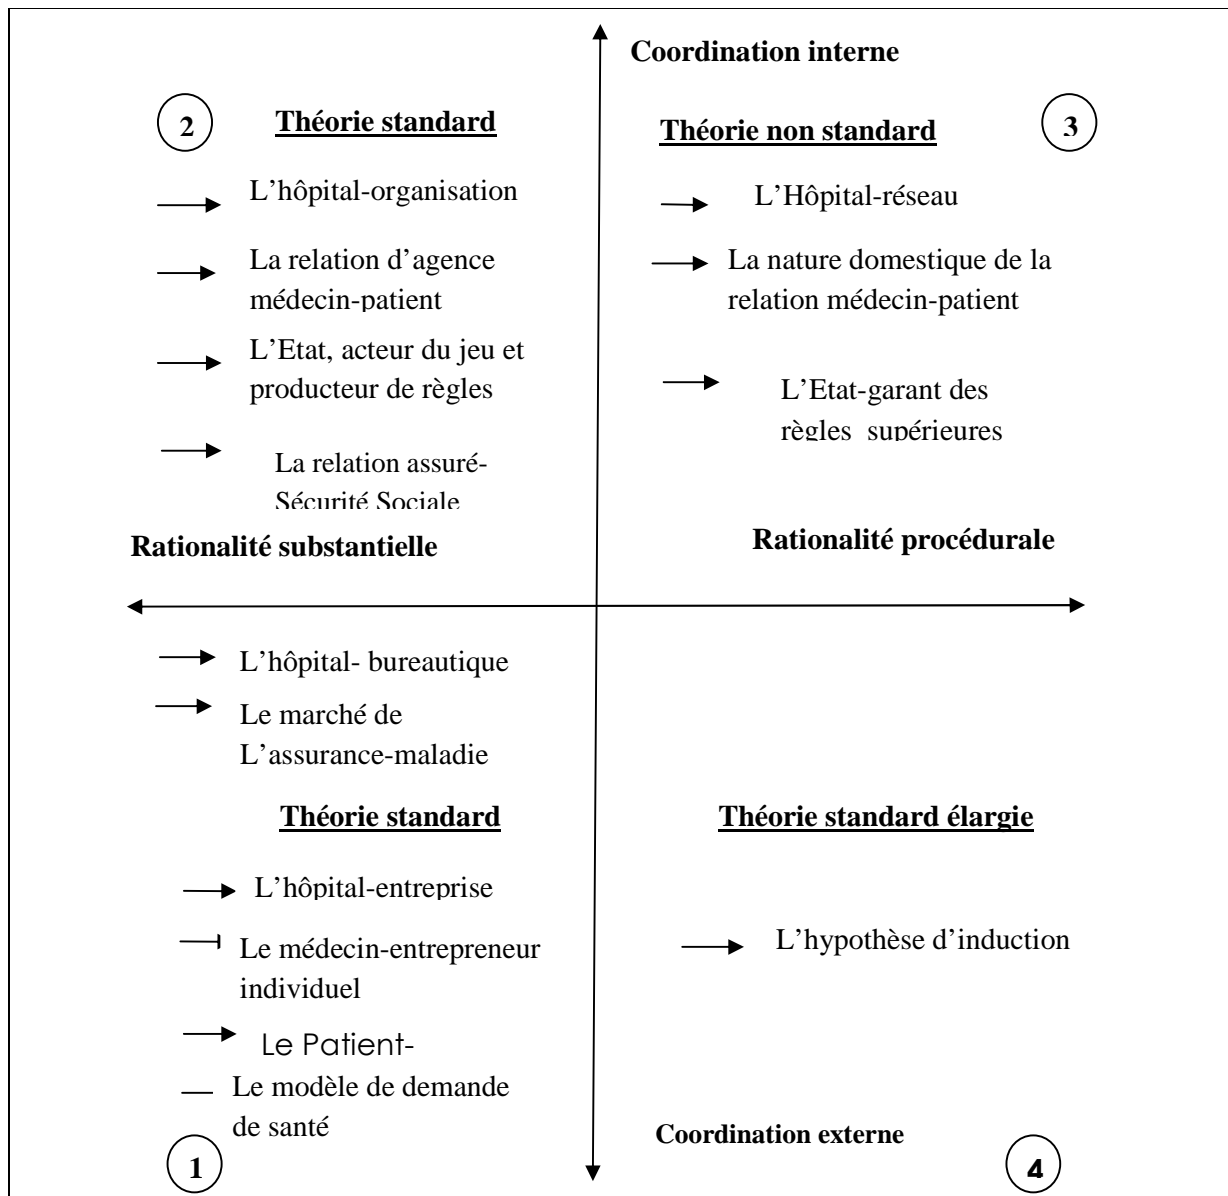 Coordination interne
2
Théorie standard
L’hôpital-organisation
La relation d’agence
médecin-patient
L’Etat, acteur du jeu et
producteur de règles
La relation assuré-
Sécurité Sociale
Théorie non standard
3
L’Hôpital-réseau
La nature domestique de la
relation médecin-patient
L’Etat-garant des
règles supérieures
Rationalité substantielle
Rationalité procédurale
L’hôpital- bureautique
Le marché de
L’assurance-maladie
Théorie standard
L’hôpital-entreprise
Le médecin-entrepreneur
individuel
Le Patient-
Le modèle de demande
de santé
1
Théorie standard élargie
L’hypothèse d’induction
Coordination externe
4